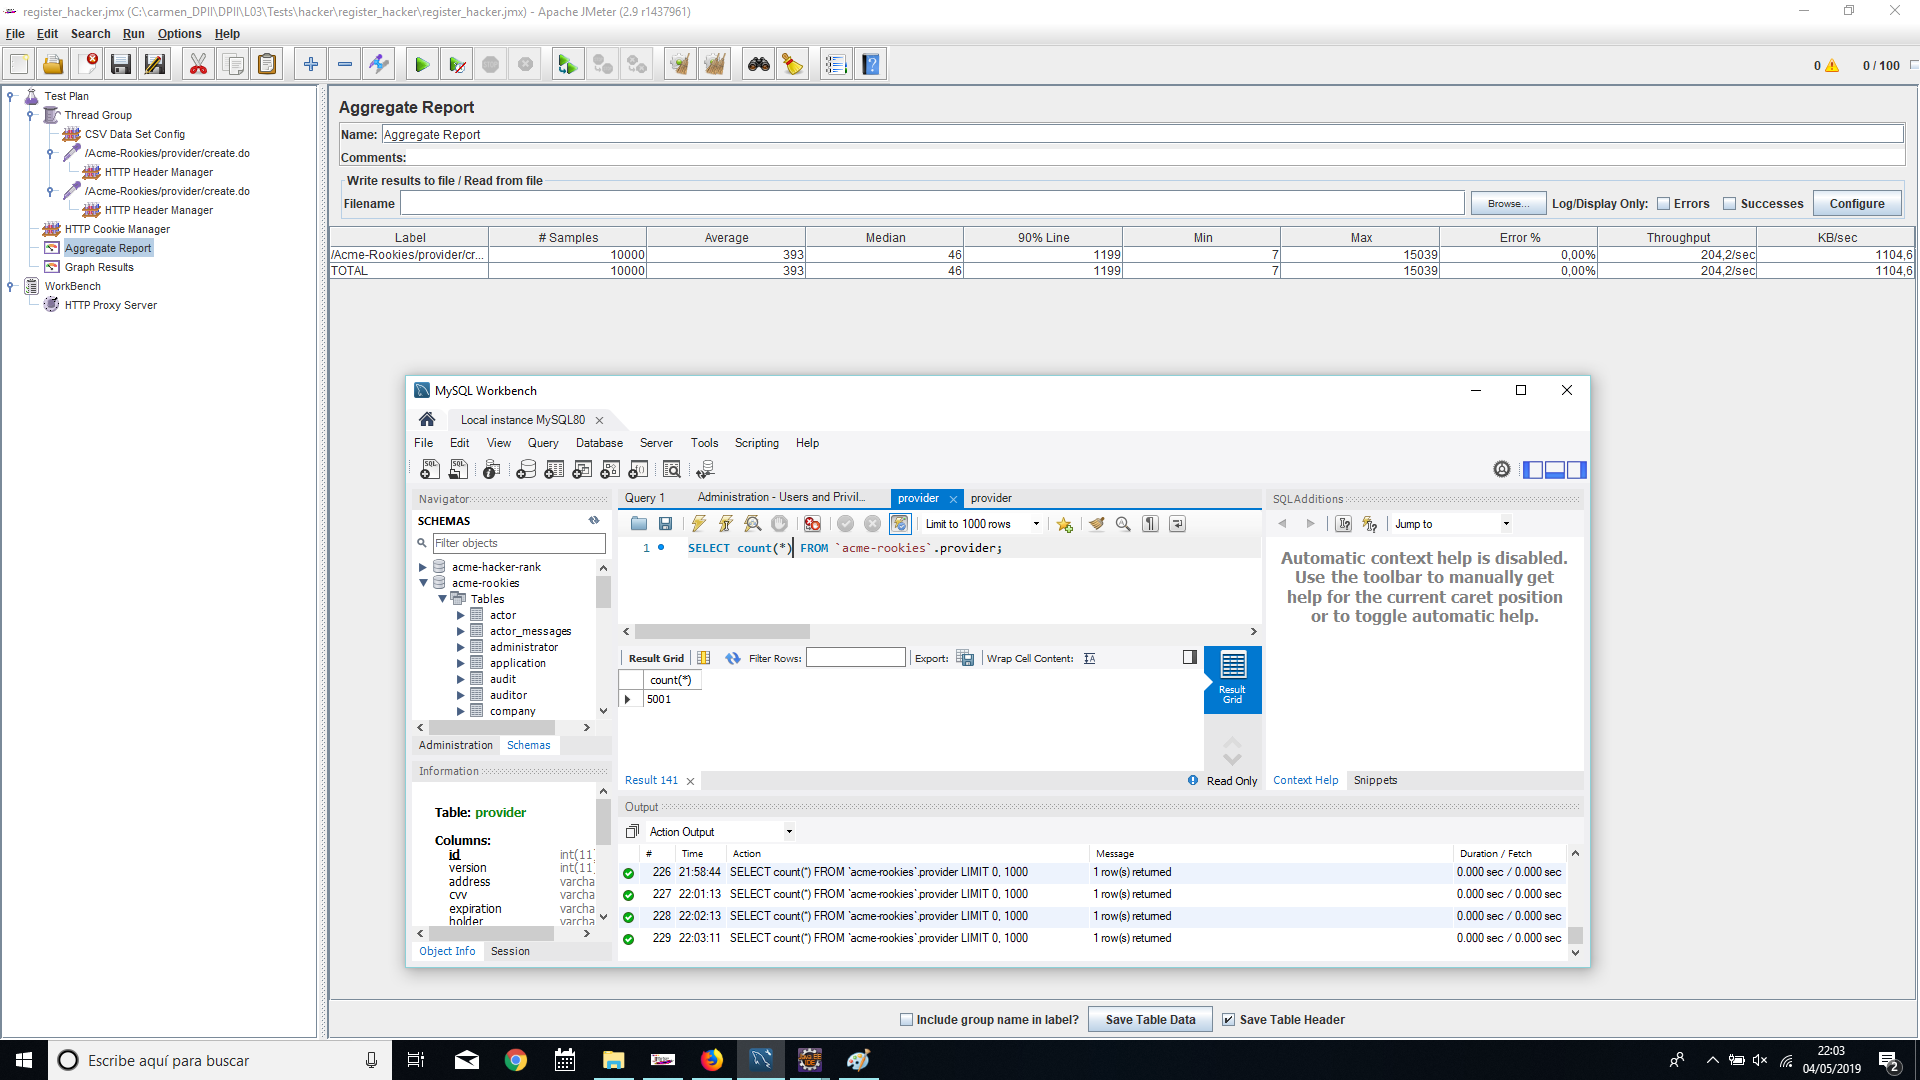 register_hacker.jmx (C:\carmen_DPII\DPII\L03\Tests\hacker\register_hacker\register_hacker.jmx) - Apache JMeter (2.9 r1437961)
File Edit Search Run Options Help
0 0 / 100
Test Plan
Thread Group
CSV Data Set Config
/Acme-Rookies/provider/create.do
HTTP Header Manager
/Acme-Rookies/provider/create.do
HTTP Header Manager
HTTP Cookie Manager
Aggregate Report
Graph Results
WorkBench
HTTP Proxy Server
Aggregate Report
Name: Aggregate Report
Comments:
Write results to file / Read from file
Filename Browse... Log/Display Only: Errors Successes Configure
Label # Samples Average Median 90% Line Min Max Error % Throughput KB/sec
/Acme-Rookies/provider/cr... 10000 393 46 1199 7 15039 0,00% 204,2/sec 1104,6
TOTAL 10000 393 46 1199 7 15039 0,00% 204,2/sec 1104,6
MySQL Workbench
Local instance MySQL80
File Edit View Query Database Server Tools Scripting Help
Navigator
SCHEMAS
Filter objects
acme-hacker-rank
acme-rookies
Tables
actor
actor_messages
administrator
application
audit
auditor
company
Administration Schemas
Information
Table: provider
Columns:
id int(11)
version int(11)
address varcha
cvv varcha
expiration varcha
holder varcha
Object Info Session
Query 1 Administration - Users and Privil... provider provider
Limit to 1000 rows
1 SELECT count(*) FROM `acme-rookies`.provider;
Result Grid Filter Rows: Export: Wrap Cell Content:
count(*)
5001
Result Grid
Result 141 Read Only
SQLAdditions
Jump to
Automatic context help is disabled.
Use the toolbar to manually get
help for the current caret position
or to toggle automatic help.
Context Help Snippets
Output
Action Output
# Time Action Message Duration / Fetch
226 21:58:44 SELECT count(*) FROM `acme-rookies`.provider LIMIT 0, 1000 1 row(s) returned 0.000 sec / 0.000 sec
227 22:01:13 SELECT count(*) FROM `acme-rookies`.provider LIMIT 0, 1000 1 row(s) returned 0.000 sec / 0.000 sec
228 22:02:13 SELECT count(*) FROM `acme-rookies`.provider LIMIT 0, 1000 1 row(s) returned 0.000 sec / 0.000 sec
229 22:03:11 SELECT count(*) FROM `acme-rookies`.provider LIMIT 0, 1000 1 row(s) returned 0.000 sec / 0.000 sec
Include group name in label? Save Table Data Save Table Header
Escribe aquí para buscar
22:03
04/05/2019
2